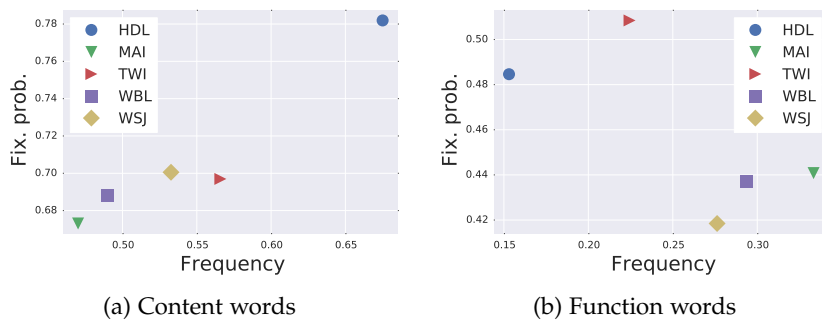 0.78
0.76
0.74
0.72
0.70
0.68
Fix. prob.
HDL
MAI
TWI
WBL
WSJ
0.50 0.55 0.60 0.65
Frequency
(a) Content words
0.50
0.48
0.46
0.44
0.42
Fix. prob.
HDL
MAI
TWI
WBL
WSJ
0.15 0.20 0.25 0.30
Frequency
(b) Function words